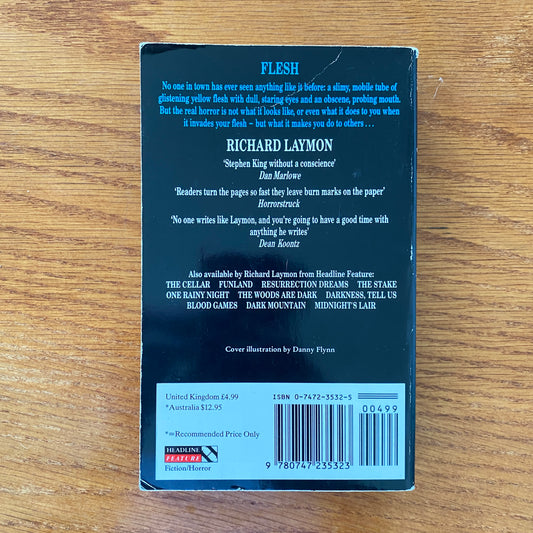 FLESH
No one in town has ever seen anything like it before: a slimy, mobile tube of
glistening yellow flesh with dull, staring eyes and an obscene, probing mouth.
But the real horror is not what it looks like, or even what it does to you when
it invades your flesh – but what it makes you do to others . . .
RICHARD LAYMON
'Stephen King without a conscience'
Dan Marlowe
'Readers turn the pages so fast they leave burn marks on the paper'
Horrorstruck
'No one writes like Laymon, and you're going to have a good time with
anything he writes'
Dean Koontz
Also available by Richard Laymon from Headline Feature:
THE CELLAR FUNLAND RESURRECTION DREAMS THE STAKE
ONE RAINY NIGHT THE WOODS ARE DARK DARKNESS, TELL US
BLOOD GAMES DARK MOUNTAIN MIDNIGHT'S LAIR
Cover illustration by Danny Flynn
United Kingdom £4.99
*Australia $12.95
*=Recommended Price Only
HEADLINE
FEATURE
Fiction/Horror
ISBN 0-7472-3532-5
00499
9 780747 235323